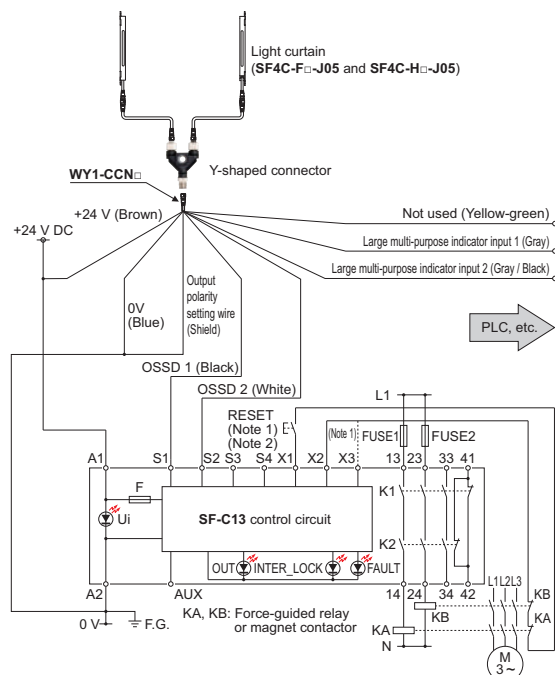 Light curtain
(SF4C-F□-J05 and SF4C-H□-J05)
Y-shaped connector
WY1-CCN□
+24 V (Brown)
+24 V DC
Not used (Yellow-green)
Large multi-purpose indicator input 1 (Gray)
Large multi-purpose indicator input 2 (Gray / Black)
0V
(Blue)
Output
polarity
setting wire
(Shield)
PLC, etc.
OSSD 1 (Black)
OSSD 2 (White)
L1
RESET
(Note 1)
(Note 2)
(Note 1)
FUSE1
FUSE2
A1 S1 S2 S3 S4 X1 X2 X3 13 23 33 41
F
K1
Ui
SF-C13 control circuit
K2
OUT INTER_LOCK FAULT
A2 AUX 14 24 34 42
L1 L2 L3
KA, KB: Force-guided relay
or magnet contactor
KB
KB
KA
KA
0 V
F.G.
N
M
3~